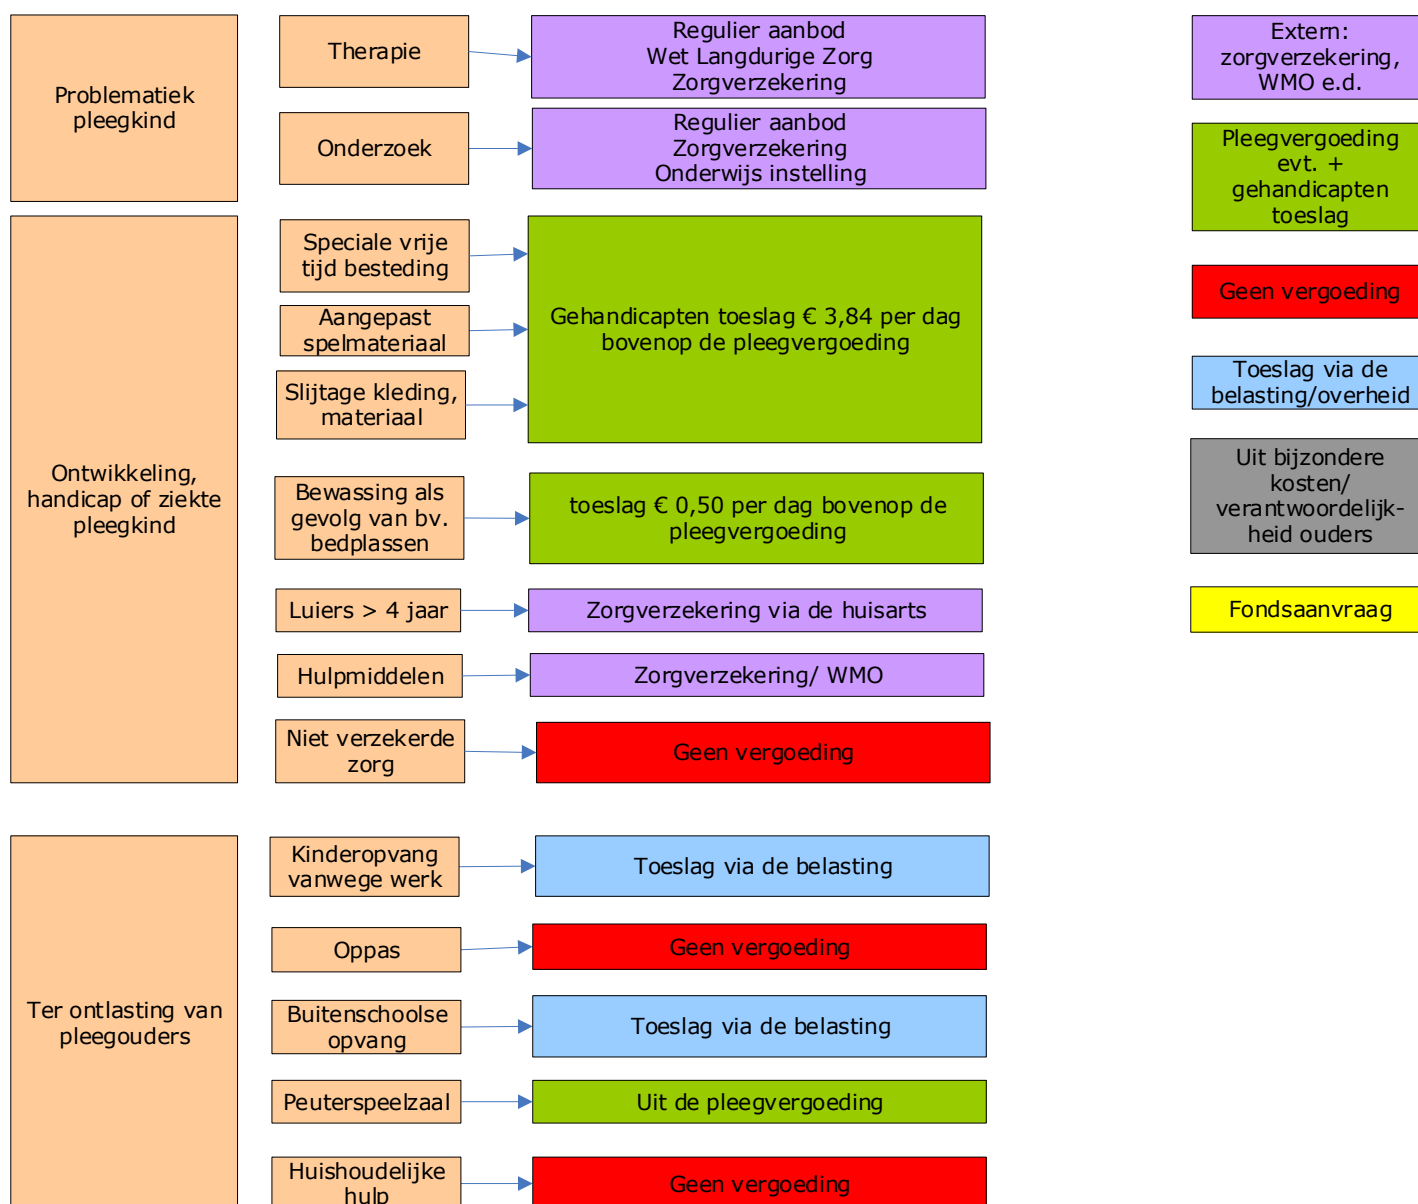 Problematiek
pleegkind
Therapie
Regulier aanbod
Wet Langdurige Zorg
Zorgverzekering
Onderzoek
Regulier aanbod
Zorgverzekering
Onderwijs instelling
Ontwikkeling,
handicap of ziekte
pleegkind
Speciale vrije
tijd besteding
Aangepast
spelmateriaal
Slijtage kleding,
materiaal
Gehandicapten toeslag € 3,84 per dag
bovenop de pleegvergoeding
Bewassing als
gevolg van bv.
bedplassen
toeslag € 0,50 per dag bovenop de
pleegvergoeding
Luiers > 4 jaar
Zorgverzekering via de huisarts
Hulpmiddelen
Zorgverzekering/ WMO
Niet verzekerde
zorg
Geen vergoeding
Ter ontlasting van
pleegouders
Kinderopvang
vanwege werk
Toeslag via de belasting
Oppas
Geen vergoeding
Buitenschoolse
opvang
Toeslag via de belasting
Peuterspeelzaal
Uit de pleegvergoeding
Huishoudelijke
hulp
Geen vergoeding
Extern:
zorgverzekering,
WMO e.d.
Pleegvergoeding
evt. +
gehandicapten
toeslag
Geen vergoeding
Toeslag via de
belasting/overheid
Uit bijzondere
kosten/
verantwoordelijk-
heid ouders
Fondsaanvraag